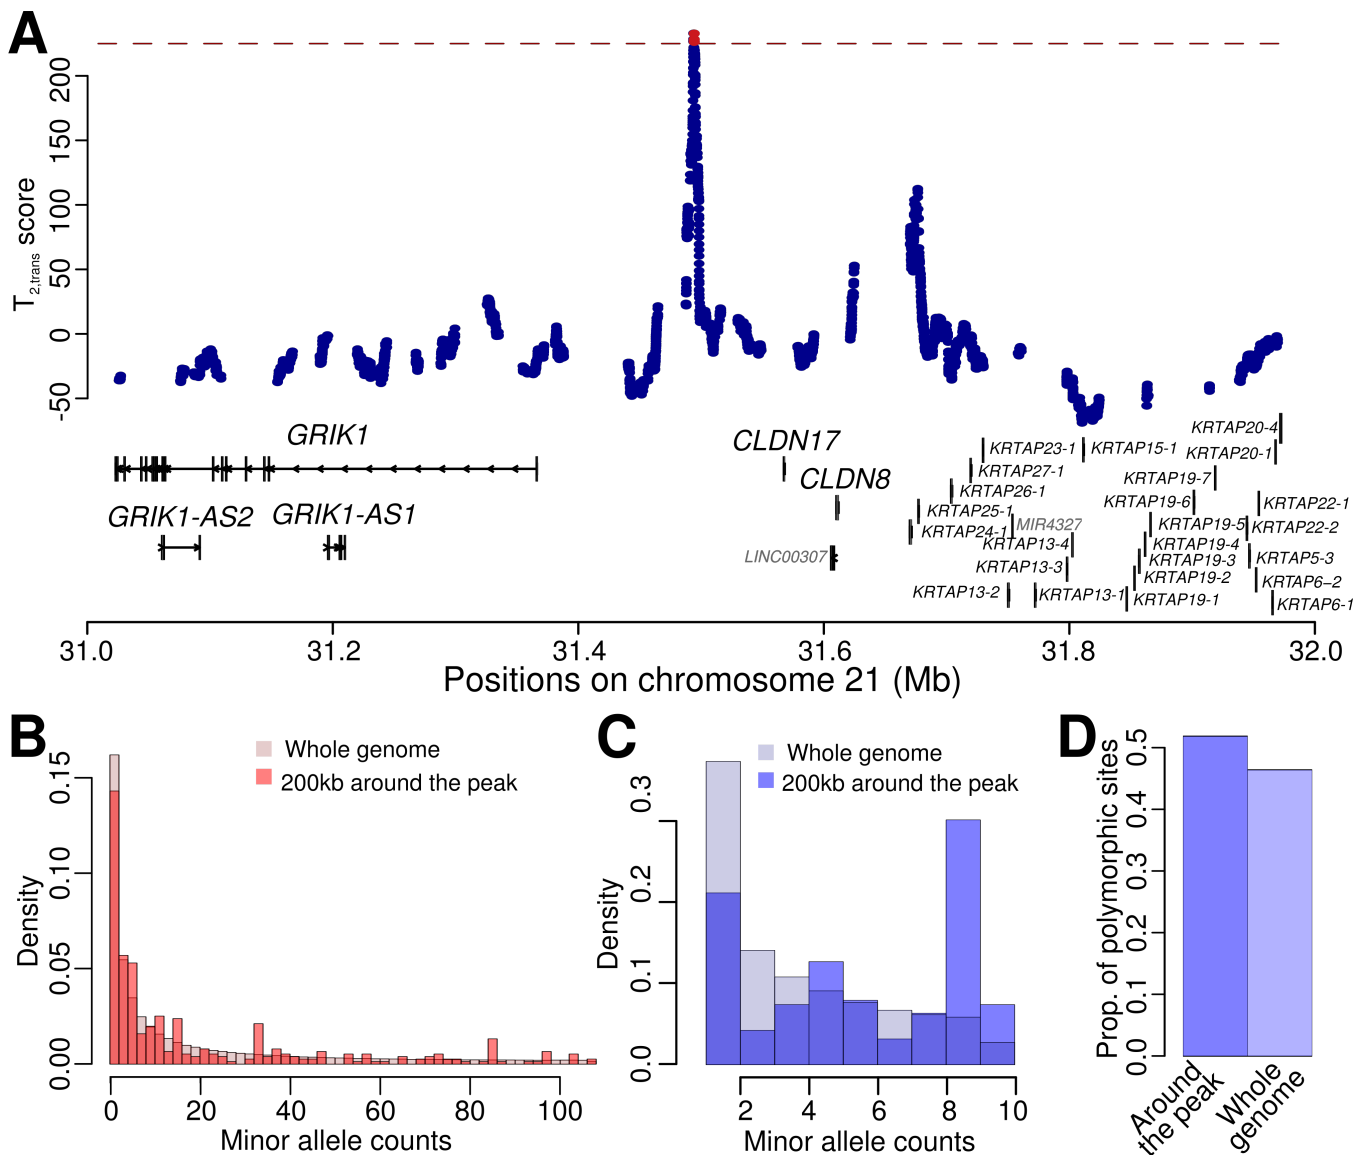 A
T2,trans score
200
150
100
50
0
-50
GRIK1
GRIK1-AS2
GRIK1-AS1
CLDN17
CLDN8
LINC00307
KRTAP20-4
KRTAP23-1
KRTAP15-1
KRTAP20-1
KRTAP27-1
KRTAP19-7
KRTAP26-1
KRTAP19-6
KRTAP22-1
KRTAP25-1
KRTAP24-1
MIR4327
KRTAP19-5
KRTAP22-2
KRTAP13-4
KRTAP19-4
KRTAP19-3
KRTAP5-3
KRTAP13-3
KRTAP19-2
KRTAP6–2
KRTAP13-2
KRTAP13-1
KRTAP19-1
KRTAP6-1
31.0 31.2 31.4 31.6 31.8 32.0
Positions on chromosome 21 (Mb)
B
Whole genome
200kb around the peak
Density
0.15
0.10
0.05
0.00
0 20 40 60 80 100
Minor allele counts
C
Whole genome
200kb around the peak
Density
0.3
0.2
0.1
0.0
2 4 6 8 10
Minor allele counts
D
Prop. of polymorphic sites
0.5
0.4
0.3
0.2
0.1
0.0
Around
the peak
Whole
genome